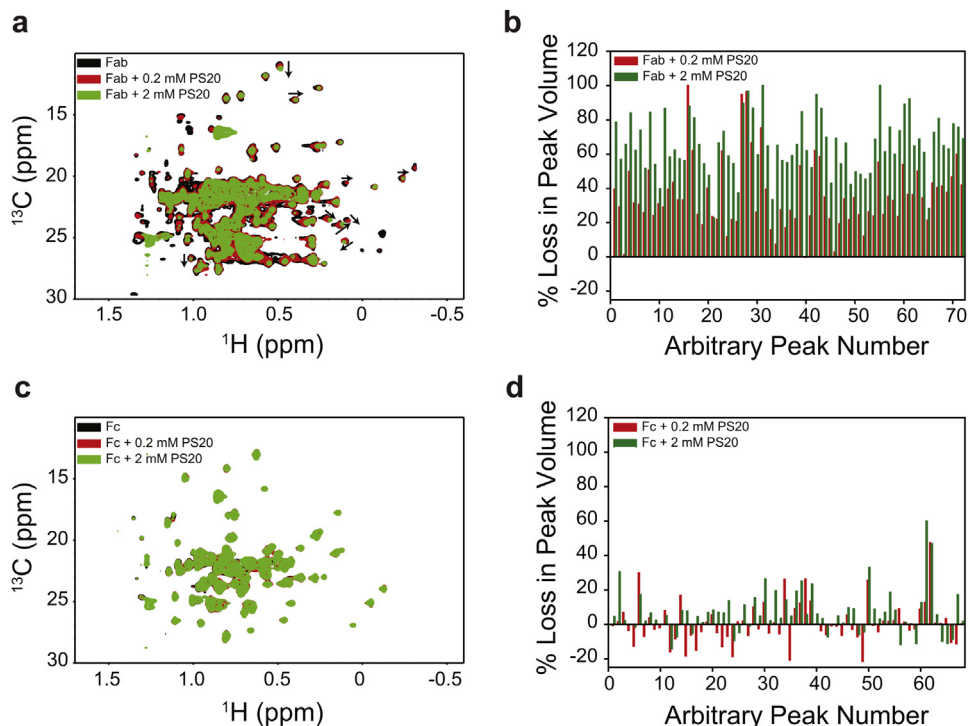 a
Fab
Fab + 0.2 mM PS20
Fab + 2 mM PS20
15
20
25
30
¹³C (ppm)
1.5
1.0
0.5
0
-0.5
¹H (ppm)
b
120
100
80
60
40
20
0
-20
% Loss in Peak Volume
Fab + 0.2 mM PS20
Fab + 2 mM PS20
0
10
20
30
40
50
60
70
Arbitrary Peak Number
c
Fc
Fc + 0.2 mM PS20
Fc + 2 mM PS20
15
20
25
30
¹³C (ppm)
1.5
1.0
0.5
0
-0.5
¹H (ppm)
d
120
100
80
60
40
20
0
-20
% Loss in Peak Volume
Fc + 0.2 mM PS20
Fc + 2 mM PS20
0
10
20
30
40
50
60
Arbitrary Peak Number